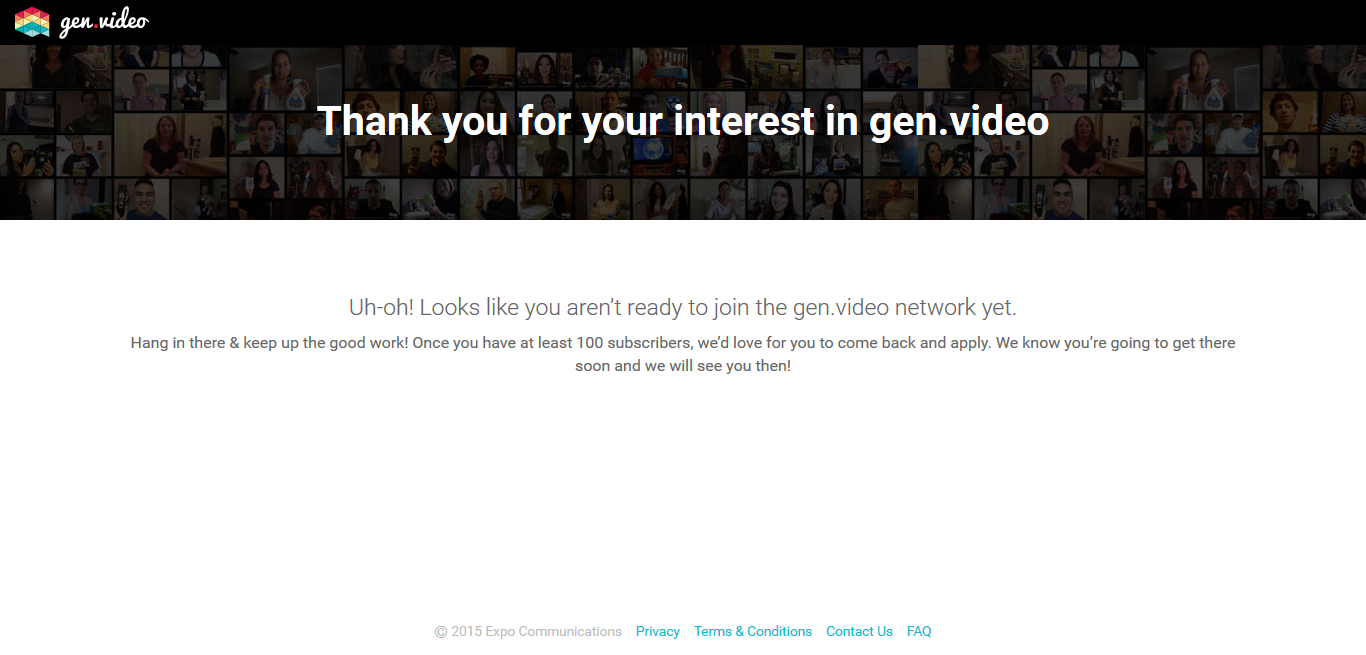 gen.video
Thank you for your interest in gen.video
Uh-oh! Looks like you aren’t ready to join the gen.video network yet.
Hang in there & keep up the good work! Once you have at least 100 subscribers, we’d love for you to come back and apply. We know you’re going to get there
soon and we will see you then!
© 2015 Expo Communications Privacy Terms & Conditions Contact Us FAQ